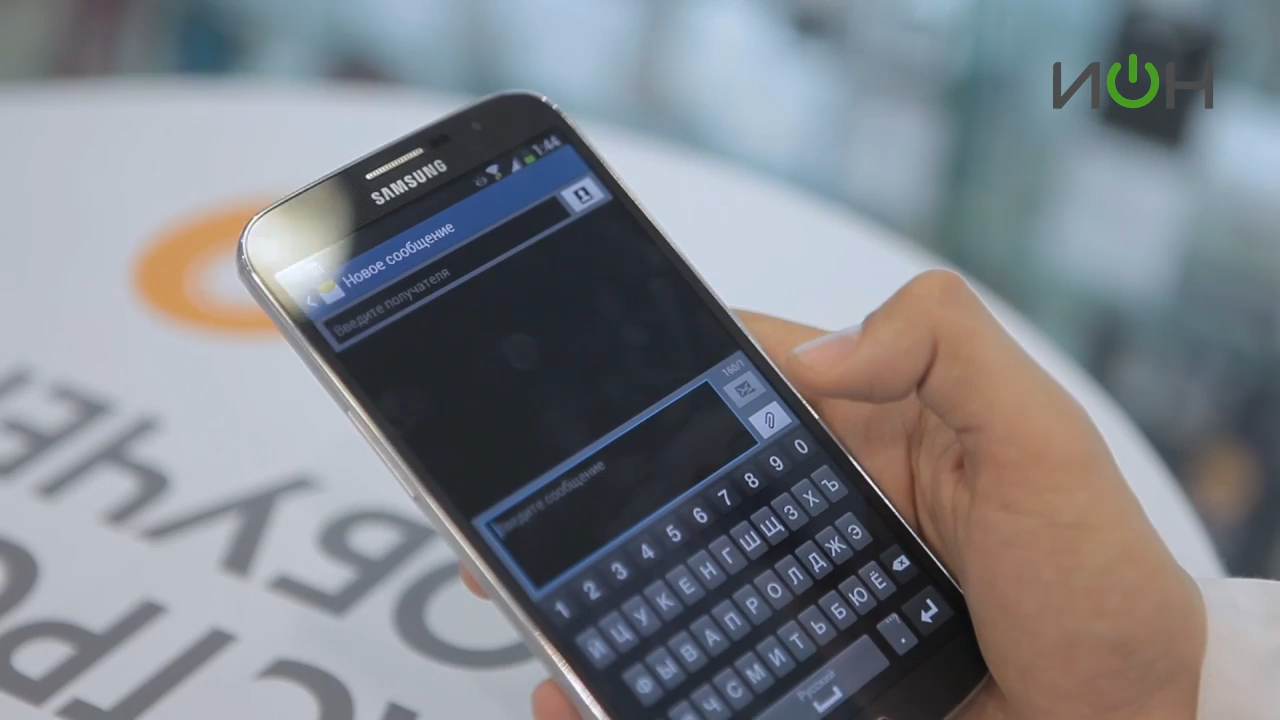 ИОН
SAMSUNG
1:44
Новое сообщение
Введите получателя
160/1
Введите сообщение
1 2 3 4 5 6 7 8 9 0
Й Ц У К Е Н Г Ш Щ З Х Ъ
Ф Ы В А П Р О Л Д Ж Э
Я Ч С М И Т Ь Б Ю Ё
Русский .